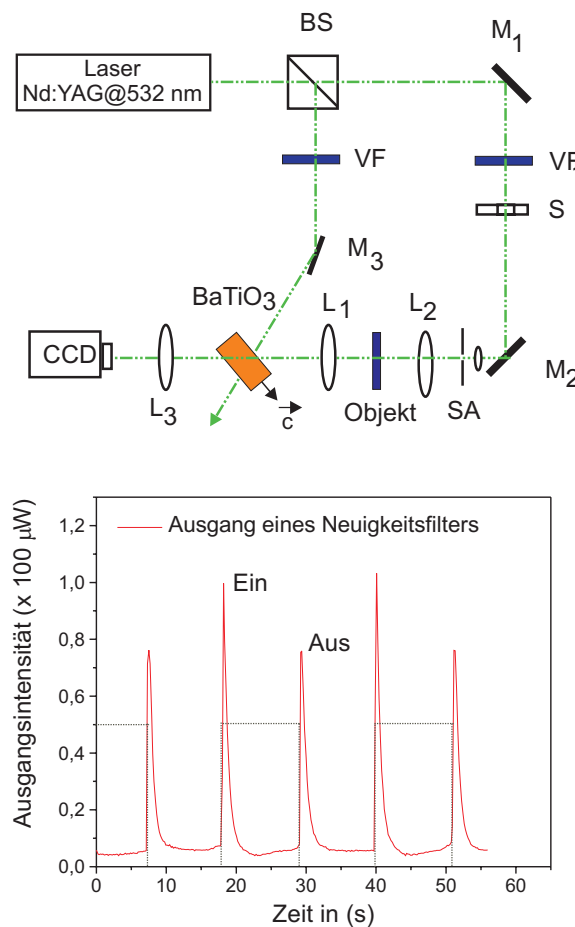 BS
M1
Laser
Nd:YAG@532 nm
VF
VF
S
M3
BaTiO3
L1
L2
CCD
M2
L3
c
Objekt
SA
1,2
Ausgang eines Neuigkeitsfilters
1,0
Ein
0,8
Aus
0,6
0,4
0,2
0,0
Ausgangsintensität (x 100 µW)
0 10 20 30 40 50 60
Zeit in (s)